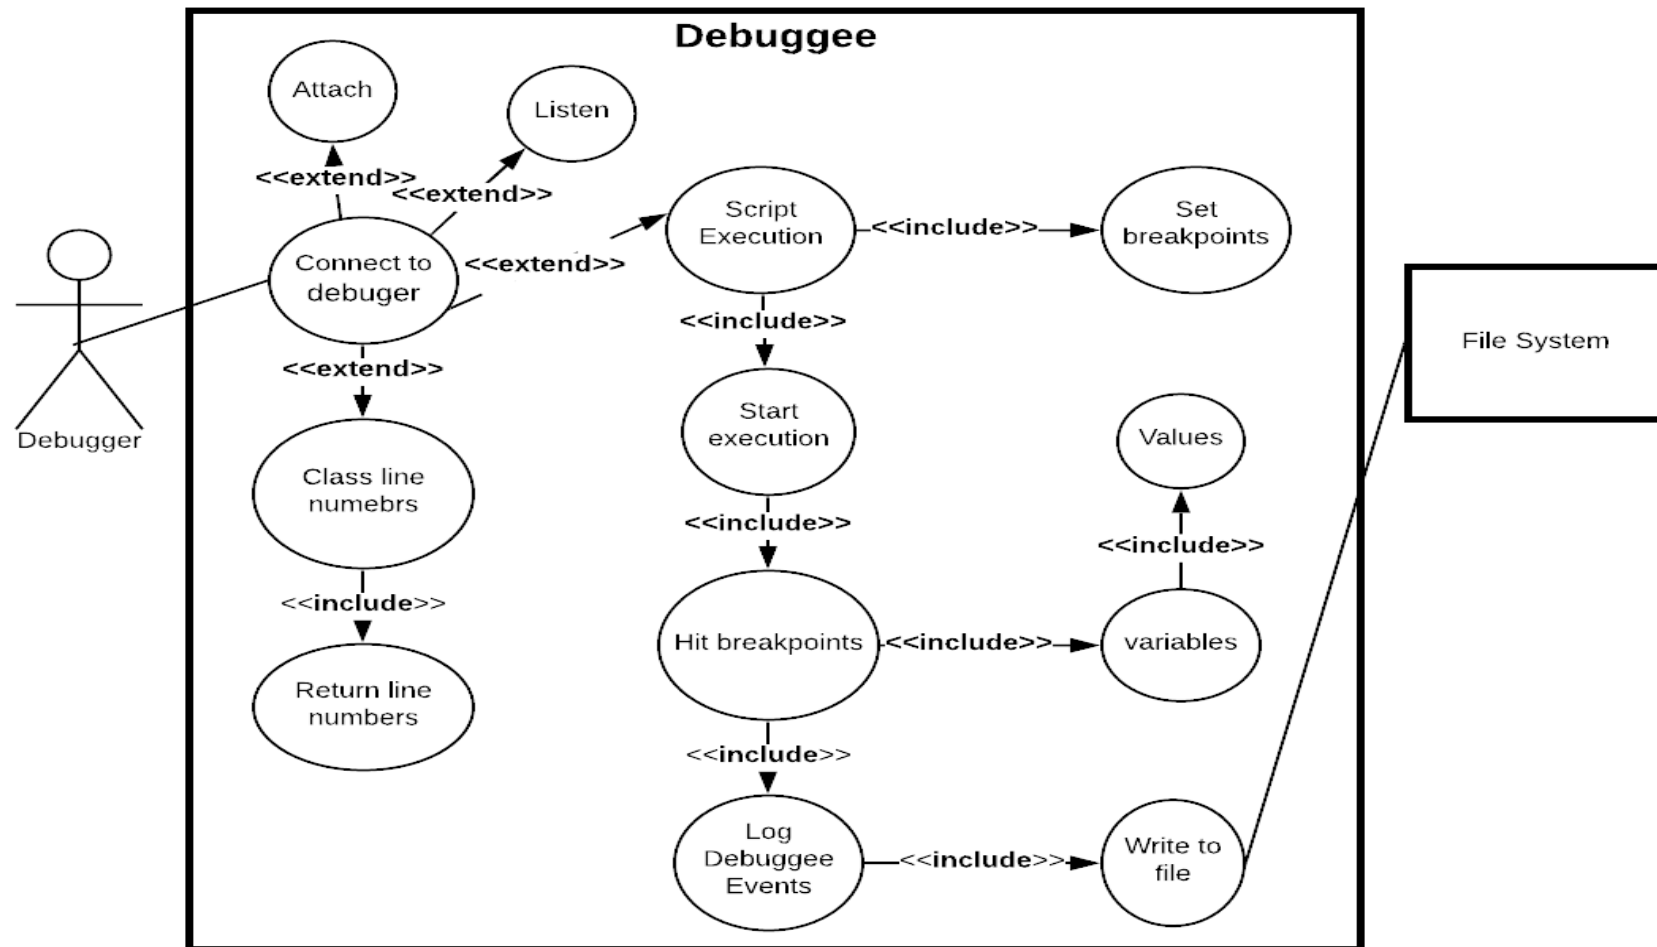 Debuggee
Attach
Listen
<<extend>>
<<extend>>
Script
Execution
<<include>>
Set
breakpoints
Connect to
debuger
<<extend>>
<<include>>
File System
<<extend>>
Debugger
Start
execution
Values
Class line
numebrs
<<include>>
<<include>>
<<include>>
Hit breakpoints
<<include>>
variables
Return line
numbers
<<include>>
Log
Debuggee
Events
<<include>>
Write to
file